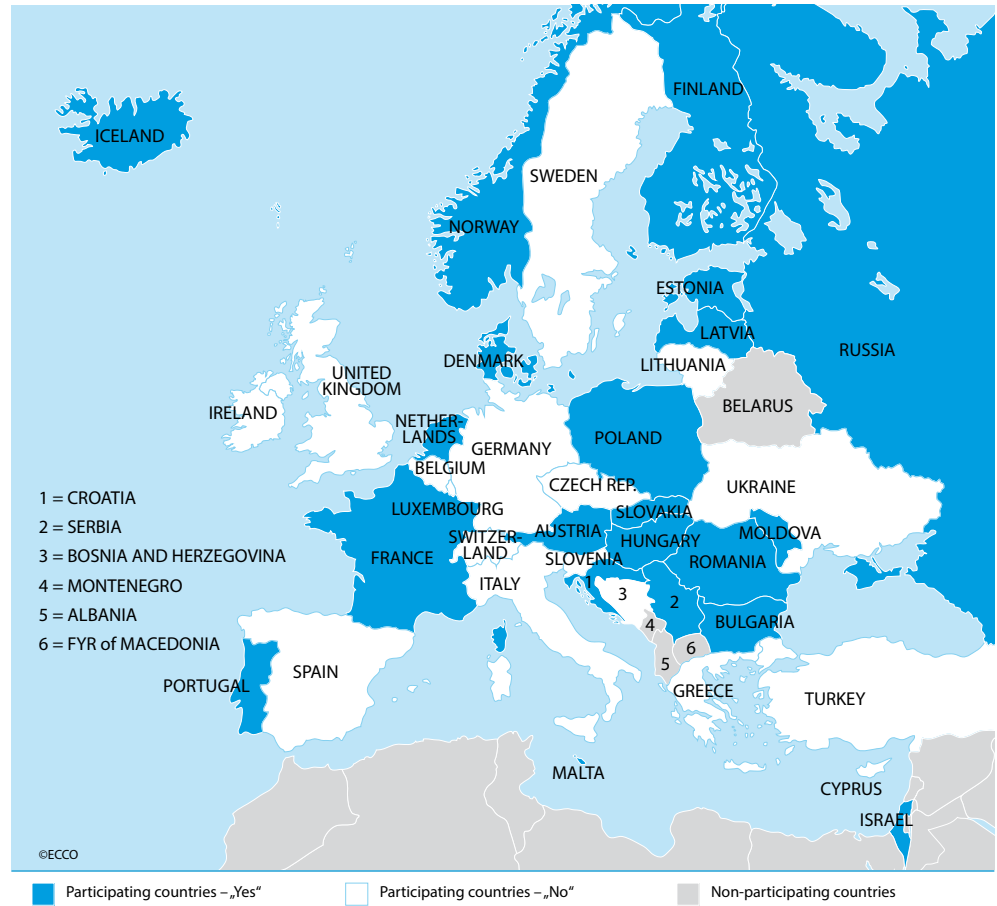 ICELAND
FINLAND
SWEDEN
NORWAY
ESTONIA
LATVIA
RUSSIA
DENMARK
LITHUANIA
UNITED
KINGDOM
BELARUS
IRELAND
NETHER-
LANDS
POLAND
GERMANY
BELGIUM
CZECH REP.
UKRAINE
1 = CROATIA
2 = SERBIA
3 = BOSNIA AND HERZEGOVINA
4 = MONTENEGRO
5 = ALBANIA
6 = FYR of MACEDONIA
LUXEMBOURG
SLOVAKIA
AUSTRIA
MOLDOVA
SWITZER-
LAND
HUNGARY
FRANCE
SLOVENIA
ROMANIA
ITALY
1
3
2
BULGARIA
4
6
5
SPAIN
PORTUGAL
GREECE
TURKEY
MALTA
CYPRUS
ISRAEL
©ECCO
Participating countries – „Yes“
Participating countries – „No“
Non-participating countries